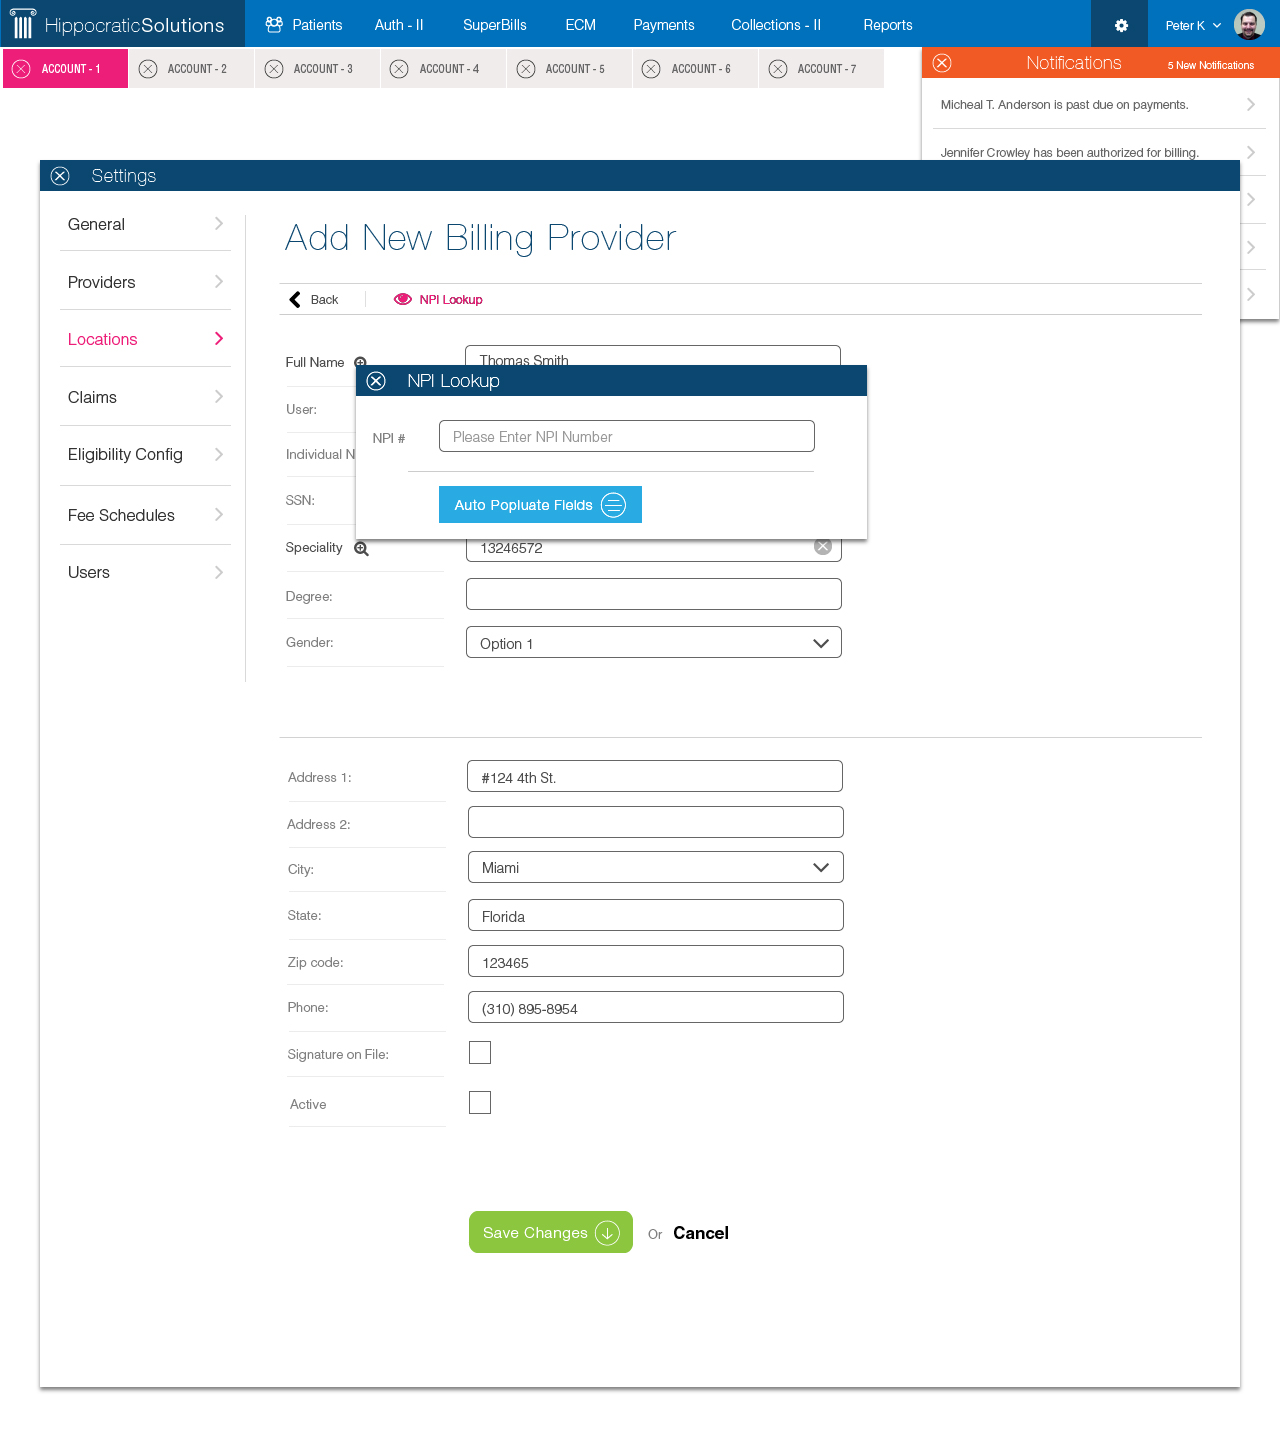 HippocraticSolutions Patients Auth - II SuperBills ECM Payments Collections - II Reports Peter K
ACCOUNT - 1 ACCOUNT - 2 ACCOUNT - 3 ACCOUNT - 4 ACCOUNT - 5 ACCOUNT - 6 ACCOUNT - 7
Notifications 5 New Notifications
Micheal T. Anderson is past due on payments.
Jennifer Crowley has been authorized for billing.
Settings
General
Providers
Locations
Claims
Eligibility Config
Fee Schedules
Users
Add New Billing Provider
Back NPI Lookup
Full Name Thomas Smith
NPI Lookup
User:
NPI # Please Enter NPI Number
Individual N
SSN:
Auto Popluate Fields
Speciality 13246572
Degree:
Gender: Option 1
Address 1: #124 4th St.
Address 2:
City: Miami
State: Florida
Zip code: 123465
Phone: (310) 895-8954
Signature on File:
Active
Save Changes Or Cancel